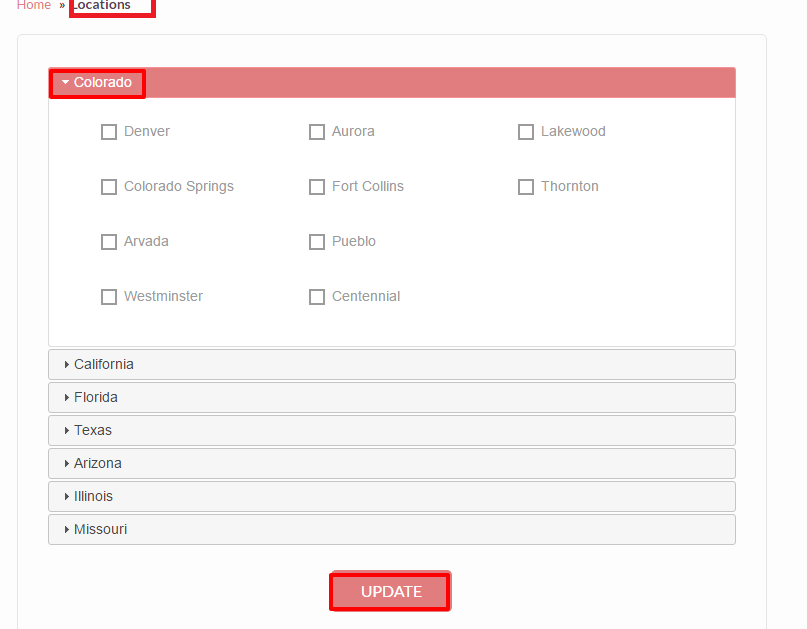 Home » Locations
Colorado
Denver Aurora Lakewood
Colorado Springs Fort Collins Thornton
Arvada Pueblo
Westminster Centennial
California
Florida
Texas
Arizona
Illinois
Missouri
UPDATE